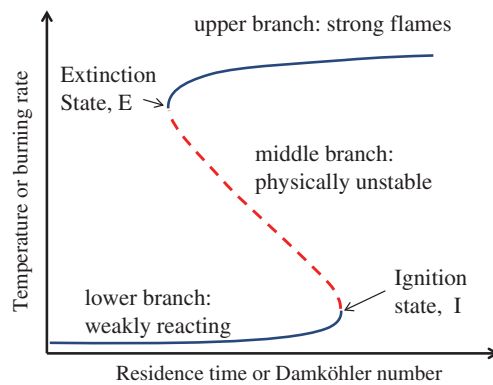 upper branch: strong flames
Extinction
State, E
middle branch:
physically unstable
Ignition
state, I
lower branch:
weakly reacting
Temperature or burning rate
Residence time or Damköhler number